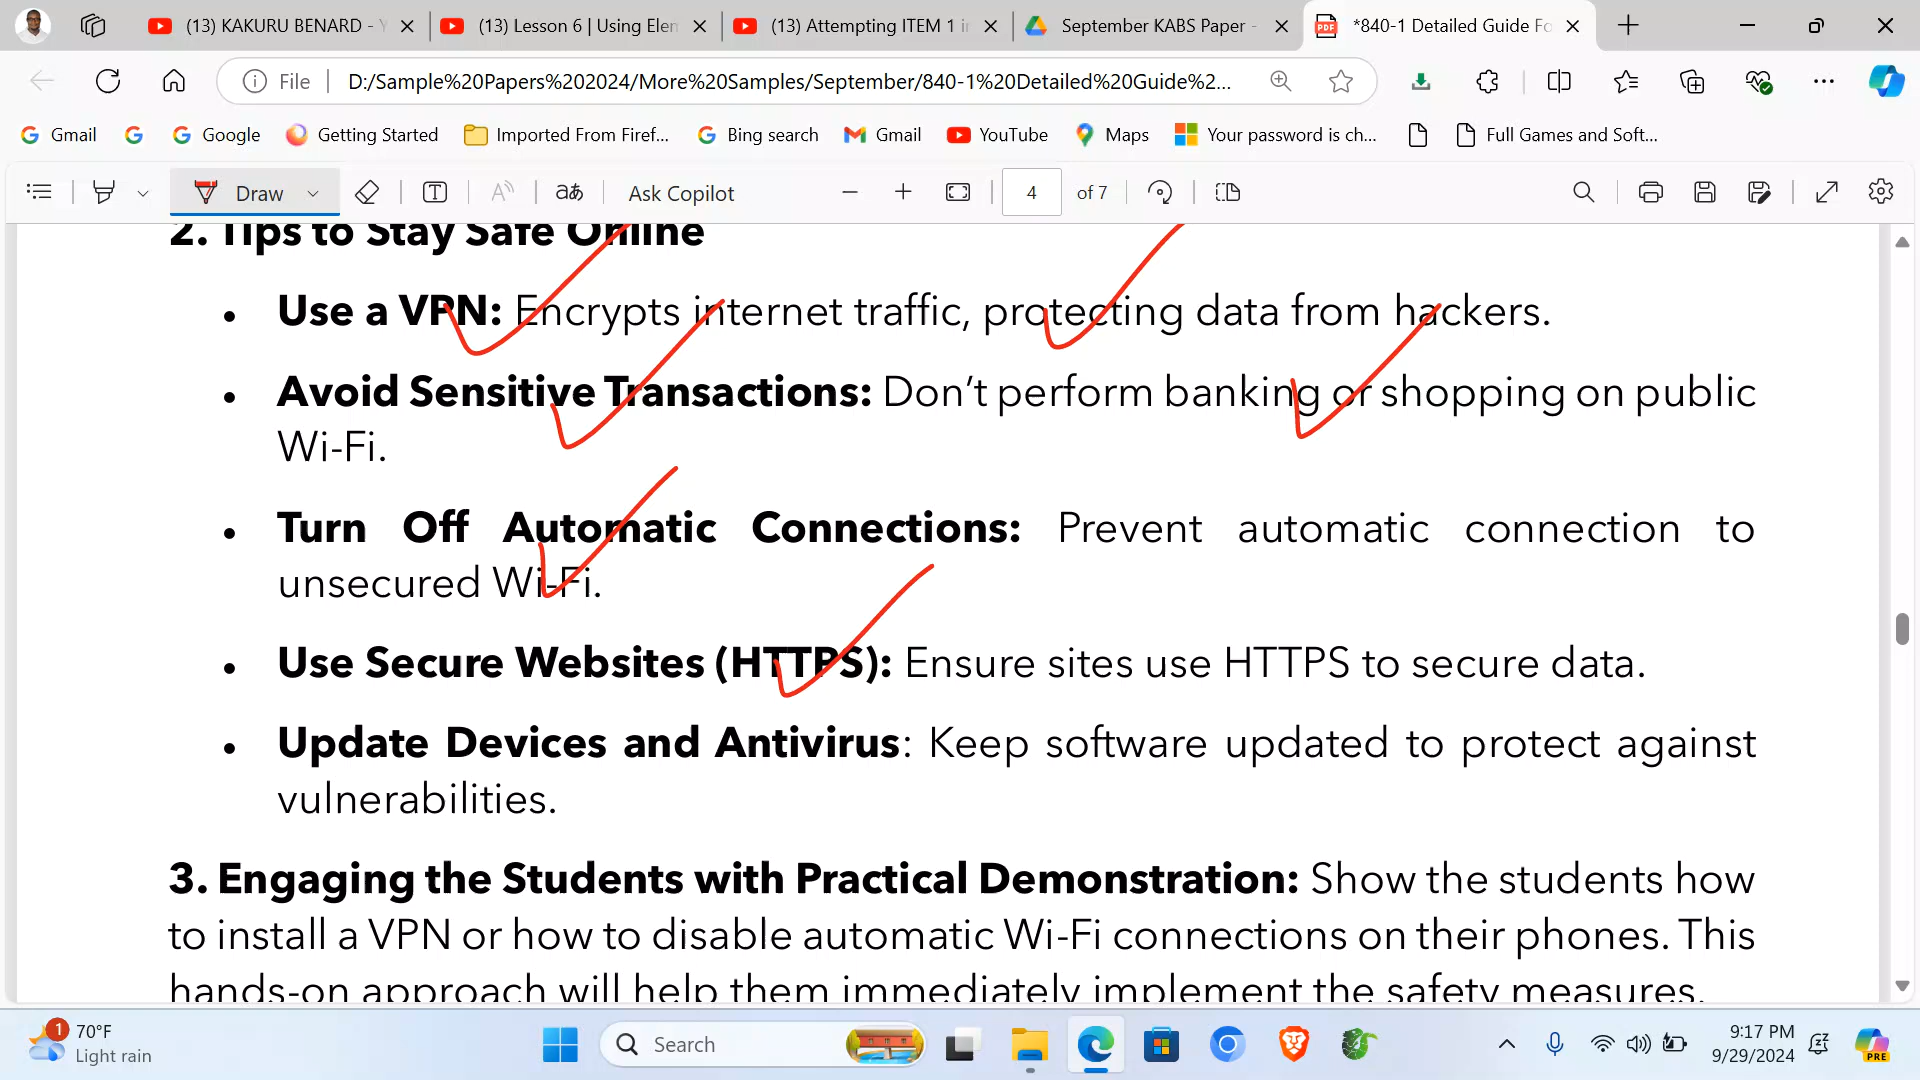 (13) KAKURU BENARD - Y
(13) Lesson 6 | Using Elem
(13) Attempting ITEM 1 in
September KABS Paper -
*840-1 Detailed Guide Fo
File
D:/Sample%20Papers%202024/More%20Samples/September/840-1%20Detailed%20Guide%2...
Gmail
Google
Getting Started
Imported From Firef...
Bing search
Gmail
YouTube
Maps
Your password is ch...
Full Games and Soft...
Draw
Ask Copilot
4
of 7
2. Tips to Stay Safe Online
• Use a VPN: Encrypts internet traffic, protecting data from hackers.
• Avoid Sensitive Transactions: Don’t perform banking or shopping on public
Wi-Fi.
• Turn Off Automatic Connections: Prevent automatic connection to
unsecured Wi-Fi.
• Use Secure Websites (HTTPS): Ensure sites use HTTPS to secure data.
• Update Devices and Antivirus: Keep software updated to protect against
vulnerabilities.
3. Engaging the Students with Practical Demonstration: Show the students how
to install a VPN or how to disable automatic Wi-Fi connections on their phones. This
hands-on approach will help them immediately implement the safety measures.
1
70°F
Light rain
Search
9:17 PM
9/29/2024
PRE